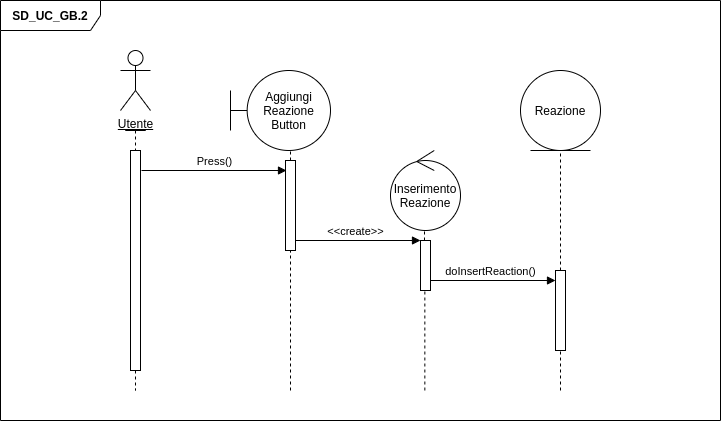 SD_UC_GB.2
Utente
Aggiungi
Reazione
Button
Reazione
Inserimento
Reazione
Press()
<<create>>
doInsertReaction()